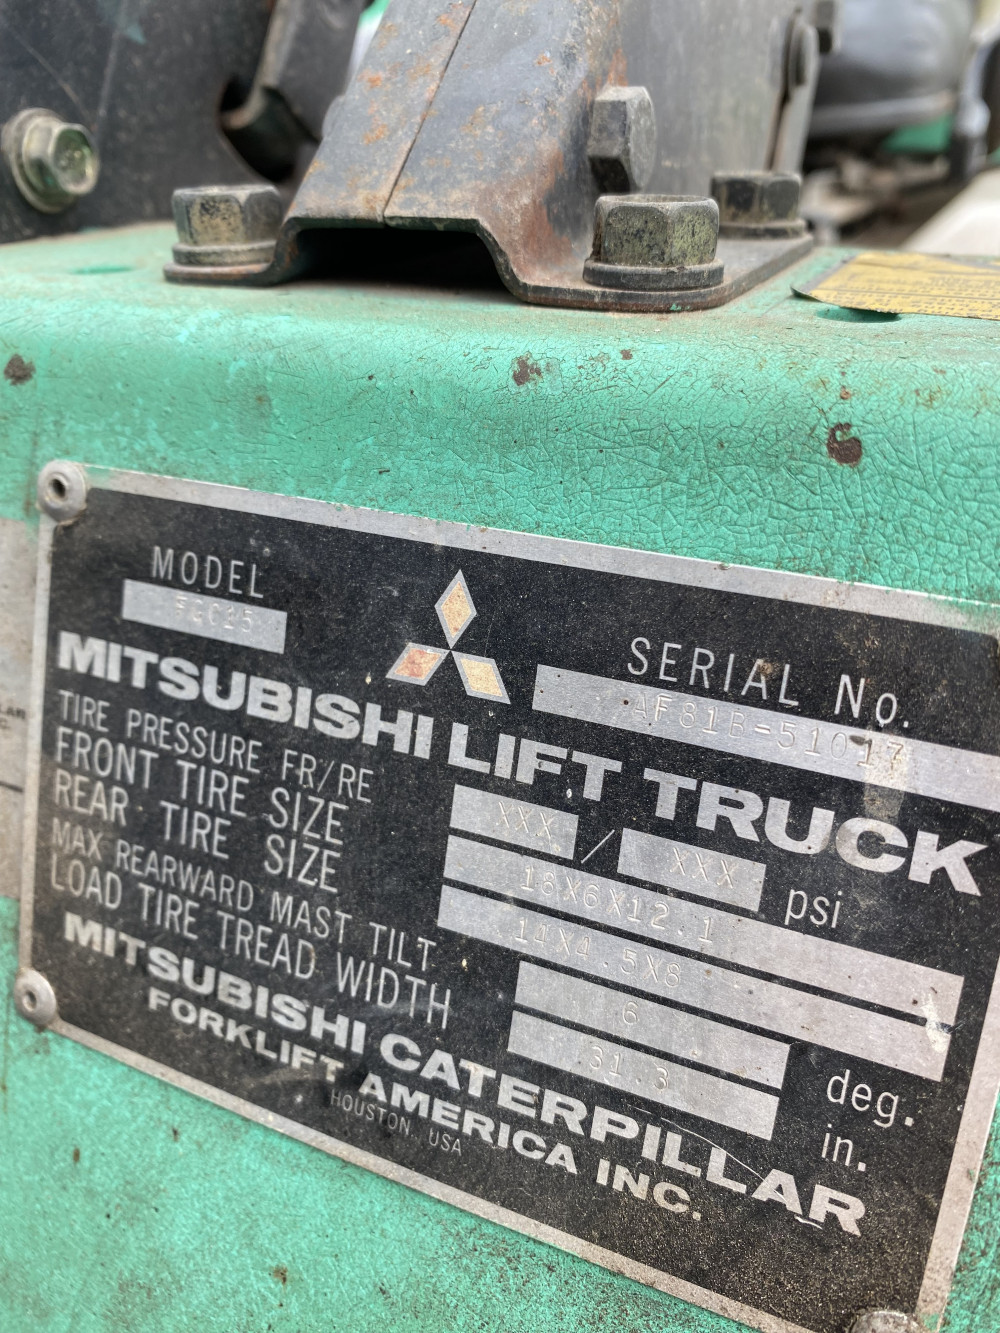 MODEL
FGC15
SERIAL No.
AF81B-51017
MITSUBISHI LIFT TRUCK
TIRE PRESSURE FR/RE XXX / XXX psi
FRONT TIRE SIZE 18X6X12.1
REAR TIRE SIZE 14X4.5X8
MAX REARWARD MAST TILT 6 deg.
LOAD TIRE TREAD WIDTH 31.3 in.
MITSUBISHI CATERPILLAR
FORKLIFT AMERICA INC.
HOUSTON, USA